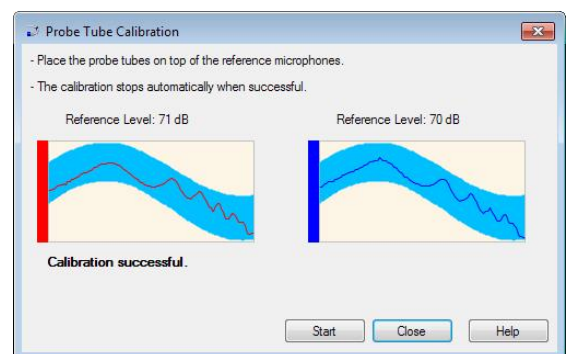 Probe Tube Calibration
- Place the probe tubes on top of the reference microphones.
- The calibration stops automatically when successful.
Reference Level: 71 dB
Reference Level: 70 dB
Calibration successful.
Start
Close
Help